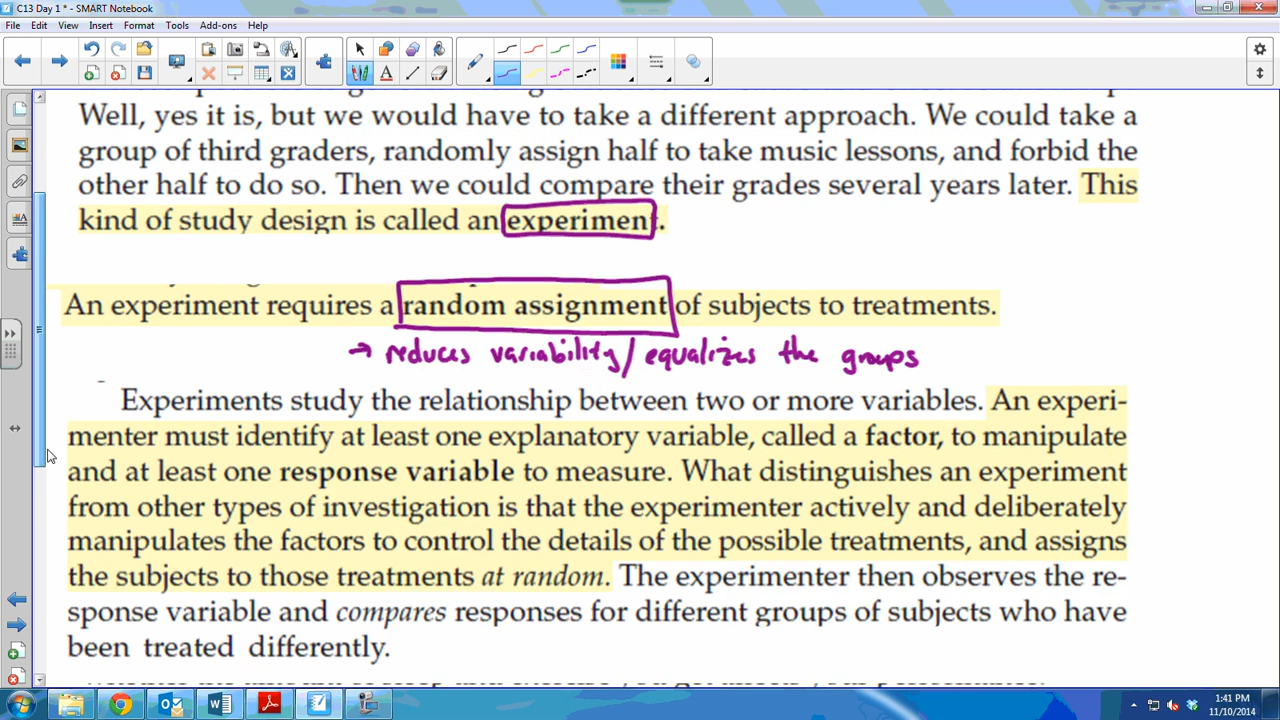 C13 Day 1 * - SMART Notebook
File Edit View Insert Format Tools Add-ons Help
Well, yes it is, but we would have to take a different approach. We could take a
group of third graders, randomly assign half to take music lessons, and forbid the
other half to do so. Then we could compare their grades several years later. This
kind of study design is called an experiment.
An experiment requires a random assignment of subjects to treatments.
→ reduces variability/equalizes the groups
Experiments study the relationship between two or more variables. An experi-
menter must identify at least one explanatory variable, called a factor, to manipulate
and at least one response variable to measure. What distinguishes an experiment
from other types of investigation is that the experimenter actively and deliberately
manipulates the factors to control the details of the possible treatments, and assigns
the subjects to those treatments at random. The experimenter then observes the re-
sponse variable and compares responses for different groups of subjects who have
been treated differently.
1:41 PM
11/10/2014